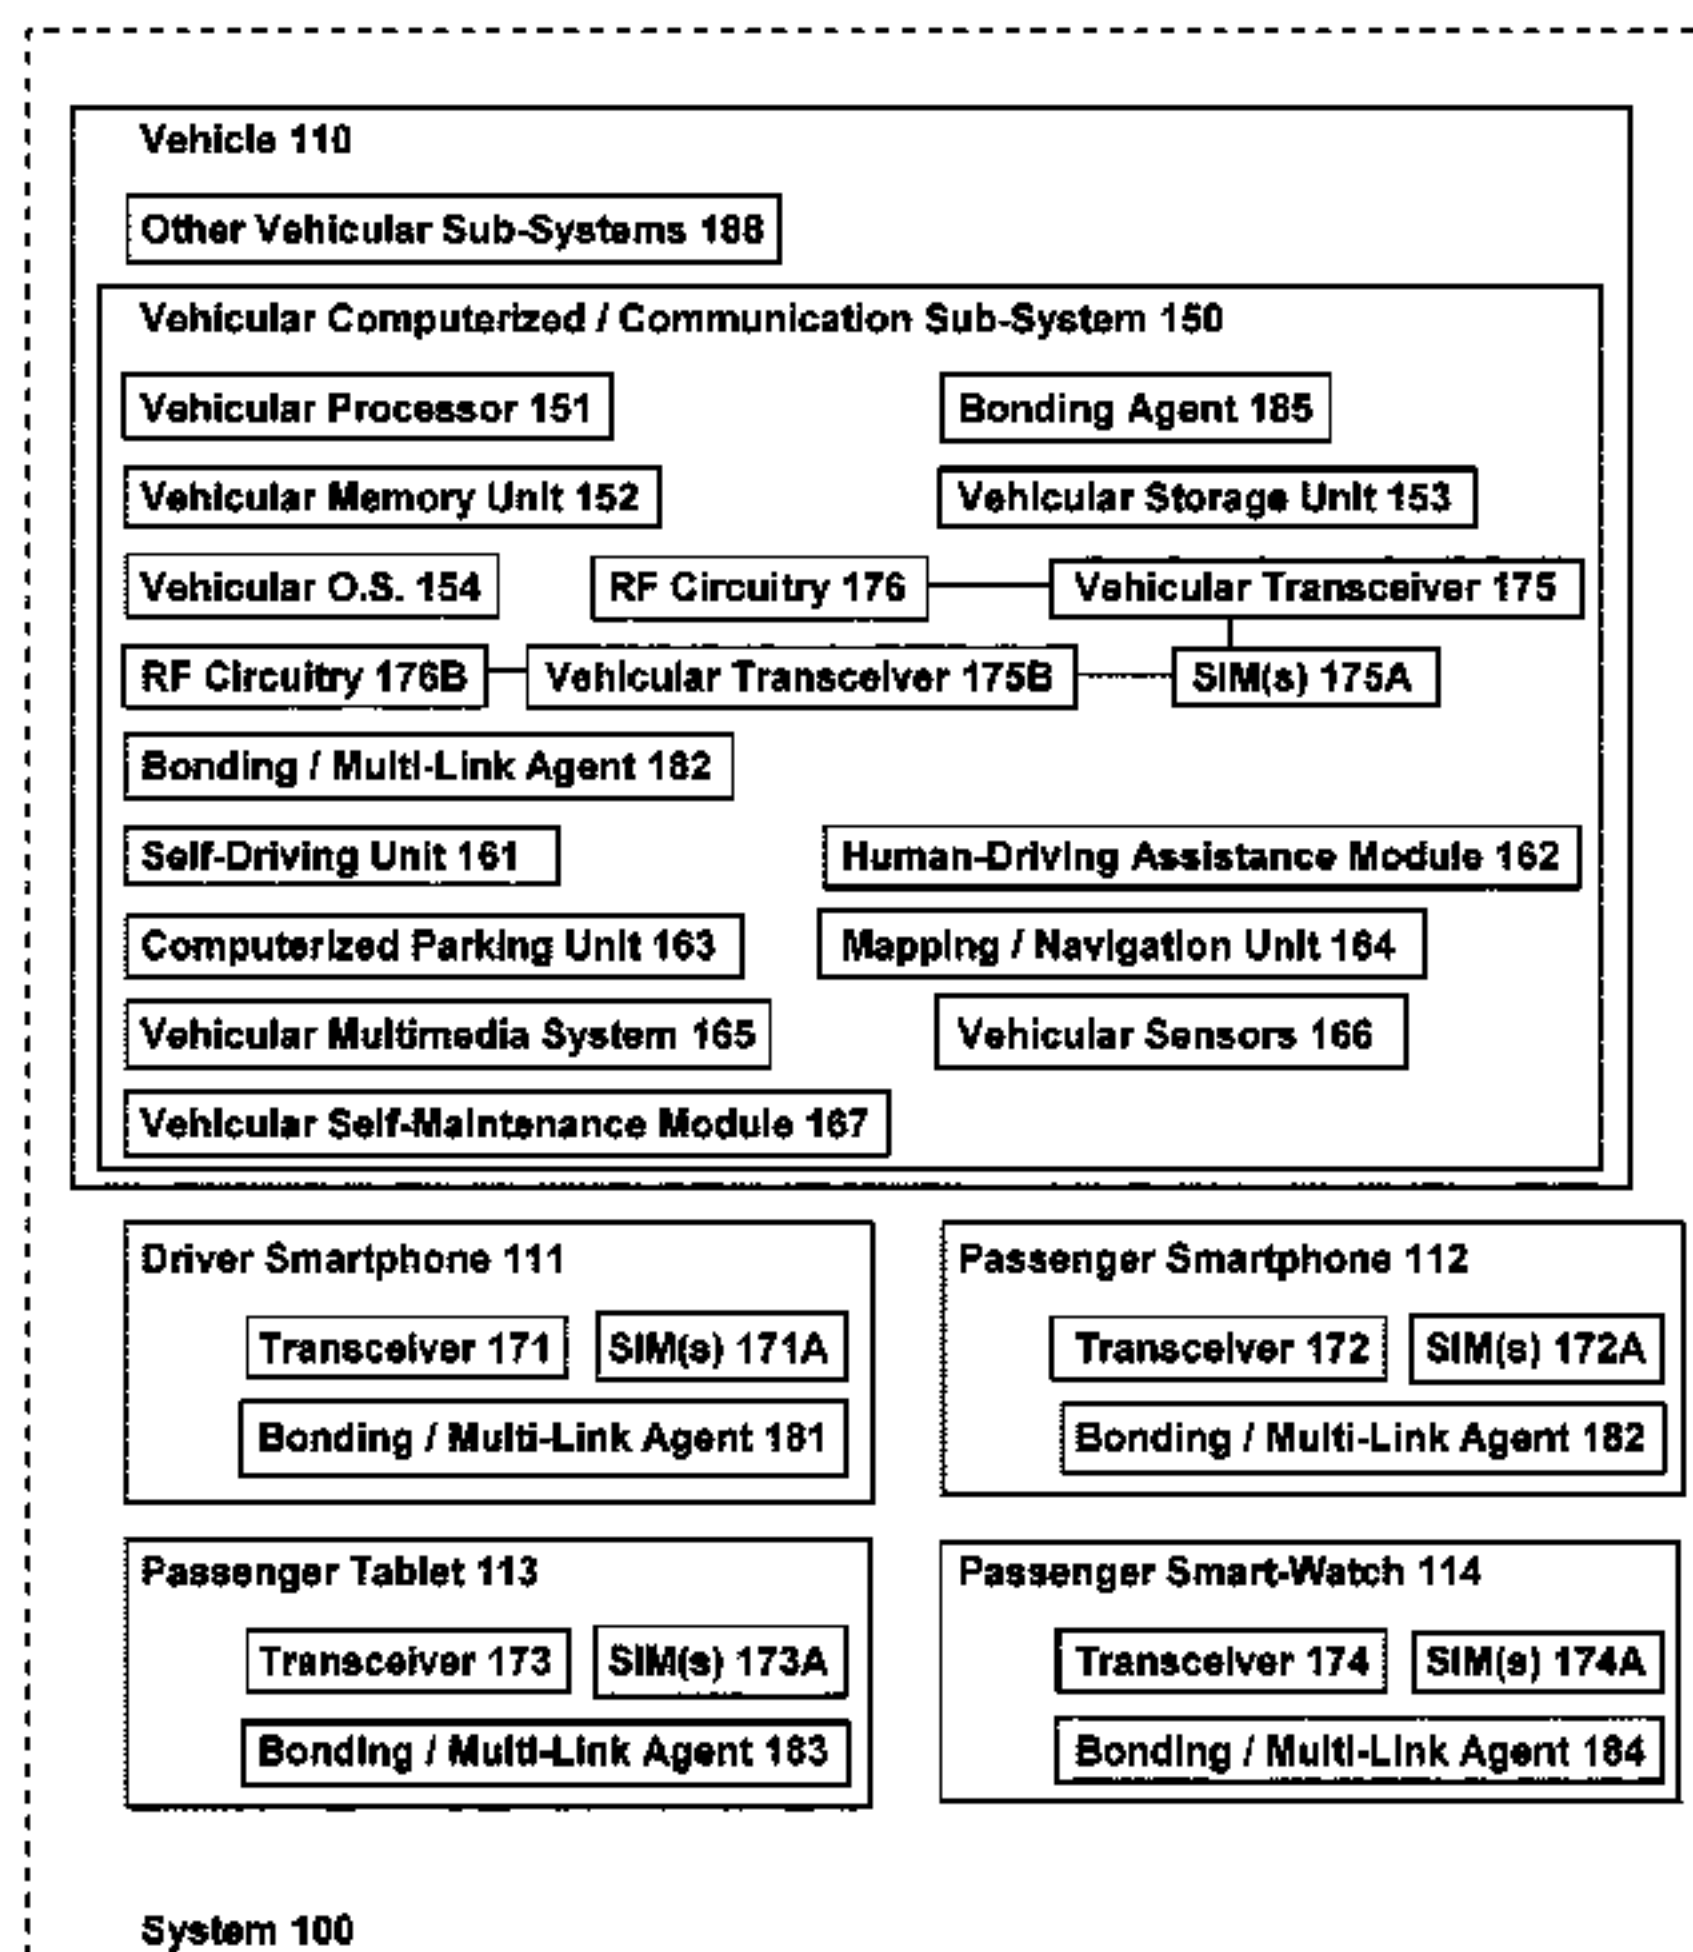 Vehicle 110
Other Vehicular Sub-Systems 188
Vehicular Computerized / Communication Sub-System 150
Vehicular Processor 151
Bonding Agent 185
Vehicular Memory Unit 152
Vehicular Storage Unit 153
Vehicular O.S. 154
RF Circuitry 176
Vehicular Transceiver 175
RF Circuitry 176B
Vehicular Transceiver 175B
SIM(s) 175A
Bonding / Multi-Link Agent 182
Self-Driving Unit 161
Human-Driving Assistance Module 162
Computerized Parking Unit 163
Mapping / Navigation Unit 164
Vehicular Multimedia System 165
Vehicular Sensors 166
Vehicular Self-Maintenance Module 167
Driver Smartphone 111
Transceiver 171
SIM(s) 171A
Bonding / Multi-Link Agent 181
Passenger Smartphone 112
Transceiver 172
SIM(s) 172A
Bonding / Multi-Link Agent 182
Passenger Tablet 113
Transceiver 173
SIM(s) 173A
Bonding / Multi-Link Agent 183
Passenger Smart-Watch 114
Transceiver 174
SIM(s) 174A
Bonding / Multi-Link Agent 184
System 100